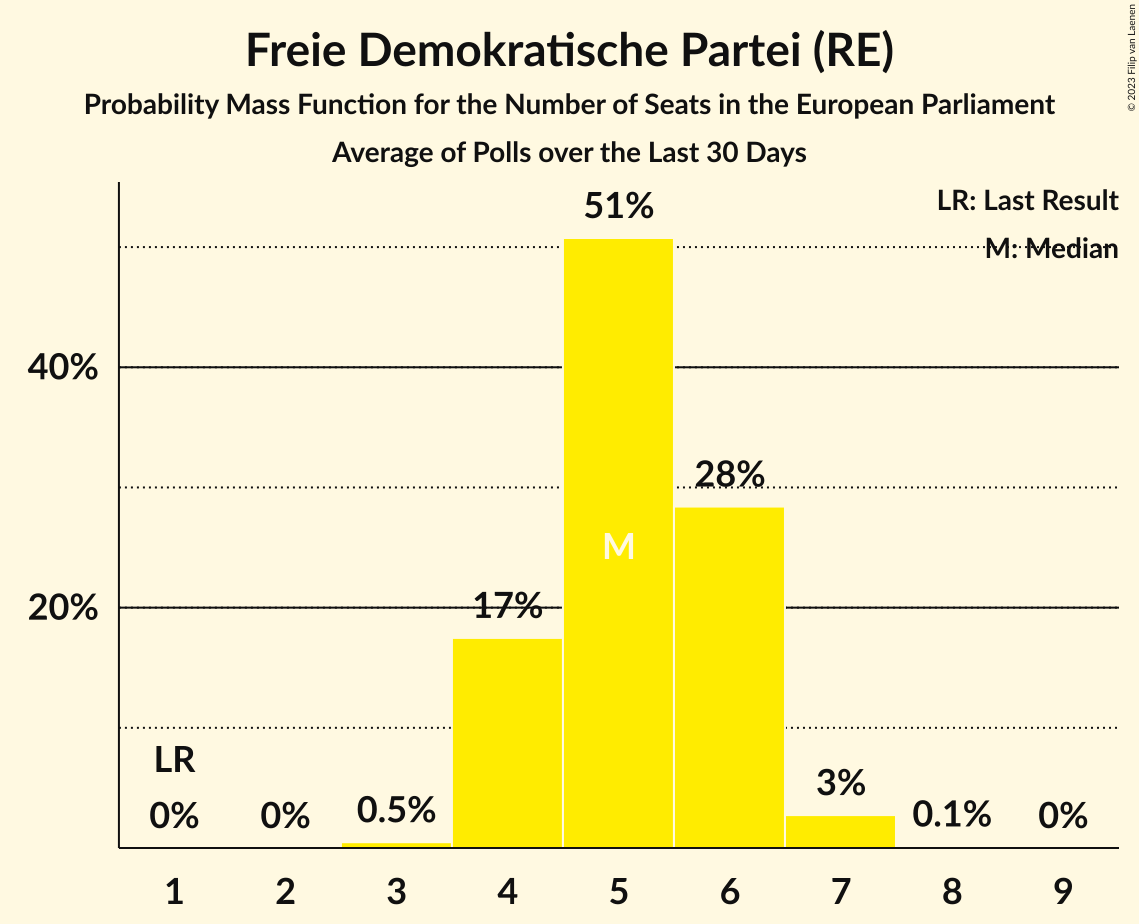 Freie Demokratische Partei (RE)
Probability Mass Function for the Number of Seats in the European Parliament
Average of Polls over the Last 30 Days
© 2023 Filip van Laenen
LR: Last Result
M: Median
51%
40%
28%
M
20%
17%
LR
0%
0%
0.5%
3%
0.1%
0%
1 2 3 4 5 6 7 8 9